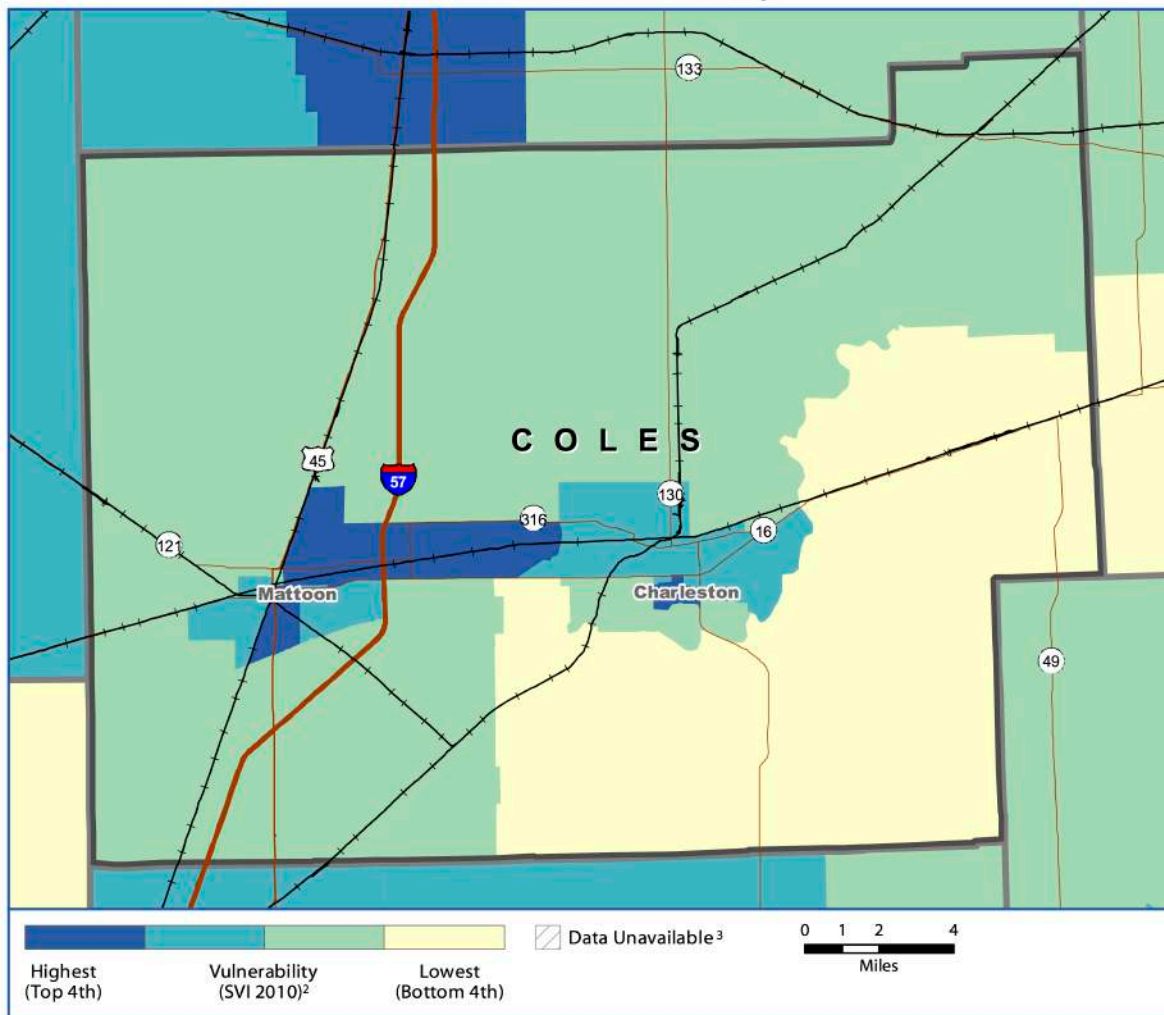 133
COLES
45
57
130
316
16
121
Mattoon
Charleston
49
Highest
(Top 4th)
Vulnerability
(SVI 2010)²
Lowest
(Bottom 4th)
Data Unavailable³
0 1 2 4
Miles